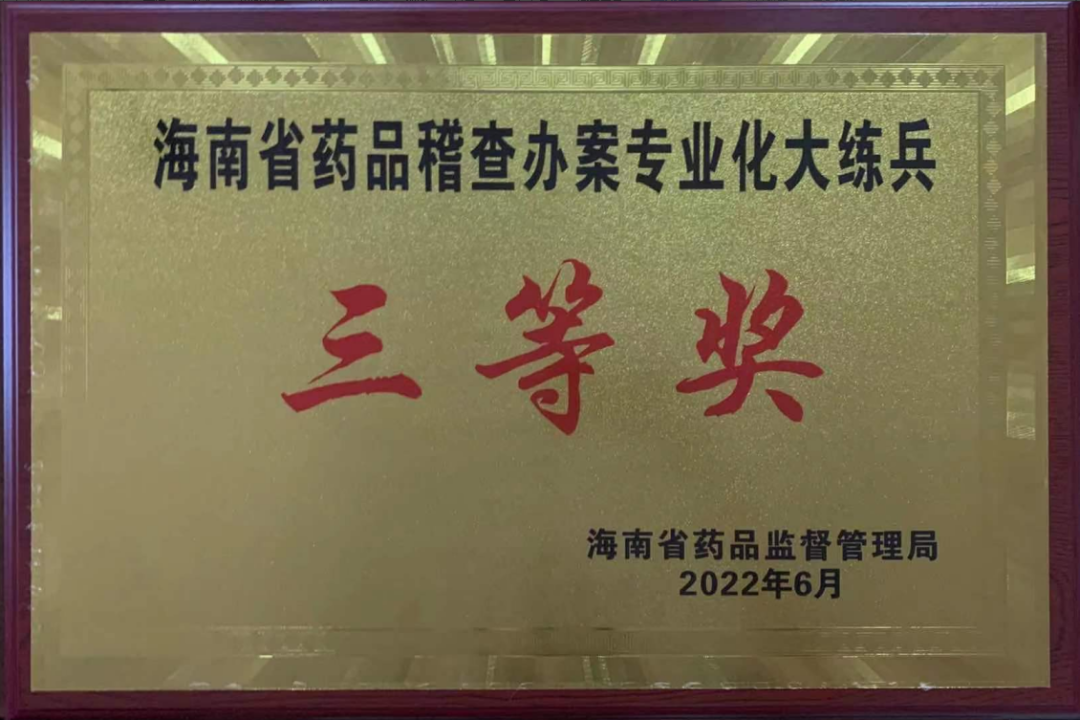 海南省药品稽查办案专业化大练兵
三等奖
海南省药品监督管理局
2022年6月